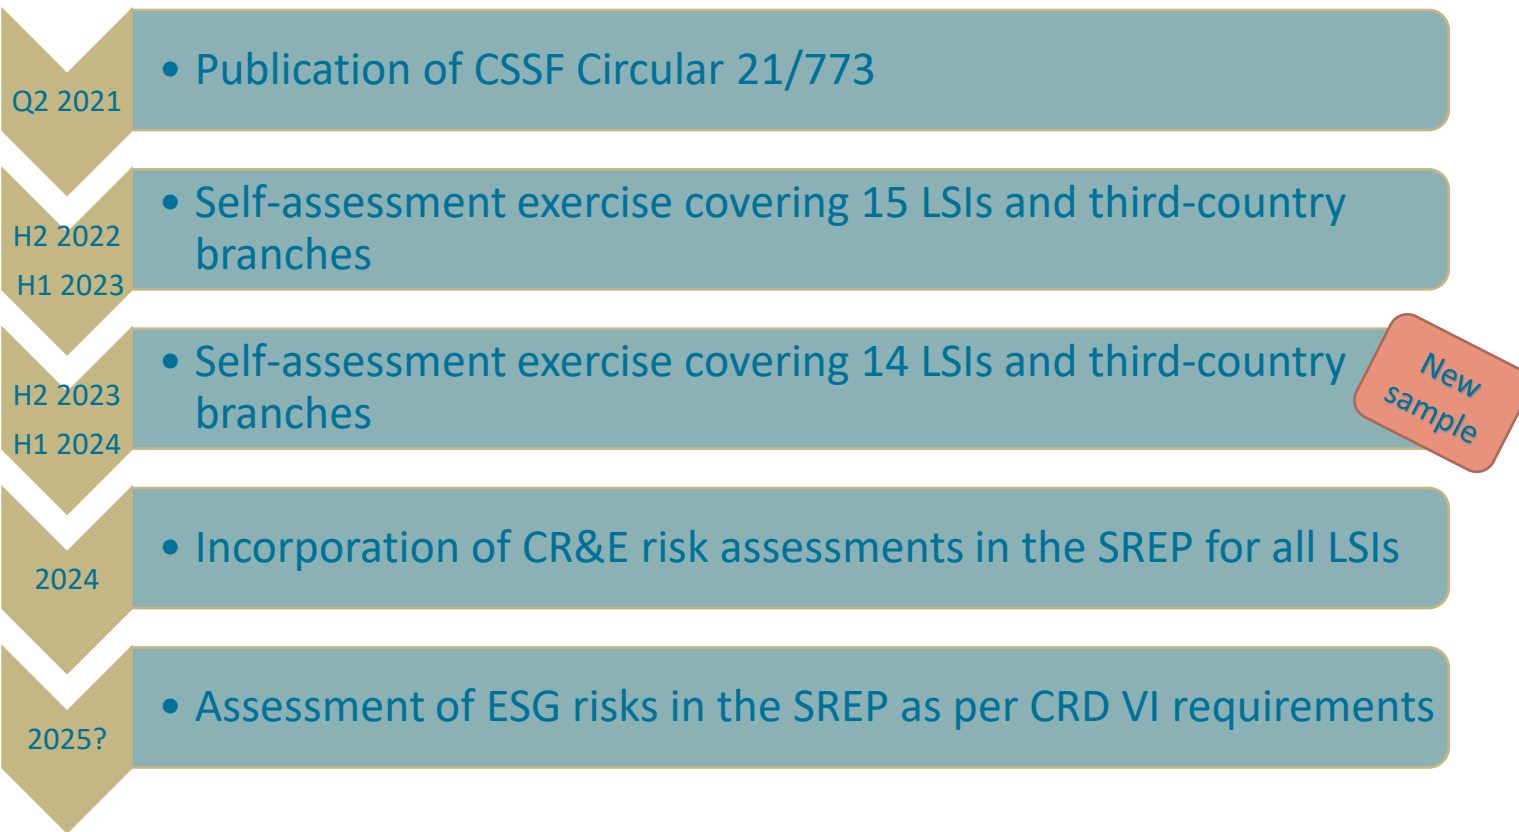 Q2 2021
• Publication of CSSF Circular 21/773
H2 2022
H1 2023
• Self-assessment exercise covering 15 LSIs and third-country
branches
H2 2023
H1 2024
• Self-assessment exercise covering 14 LSIs and third-country
branches
New
sample
2024
• Incorporation of CR&E risk assessments in the SREP for all LSIs
2025?
• Assessment of ESG risks in the SREP as per CRD VI requirements